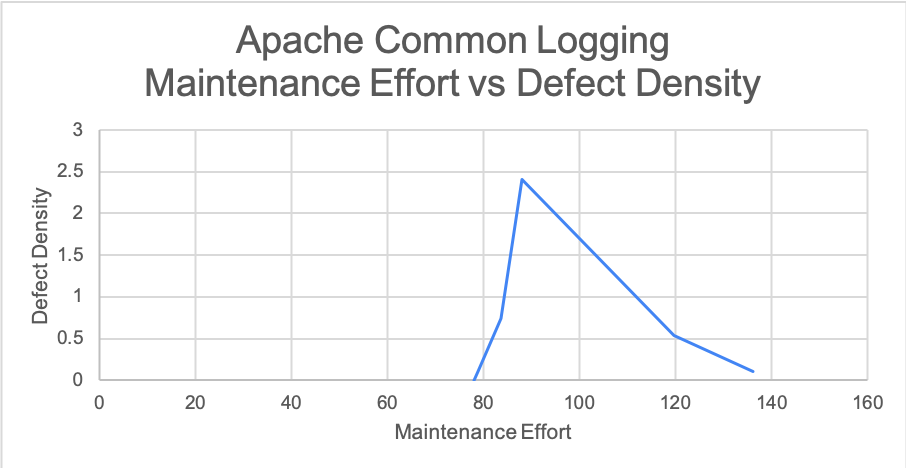 Apache Common Logging
Maintenance Effort vs Defect Density
3
2.5
2
1.5
1
0.5
0
Defect Density
0 20 40 60 80 100 120 140 160
Maintenance Effort